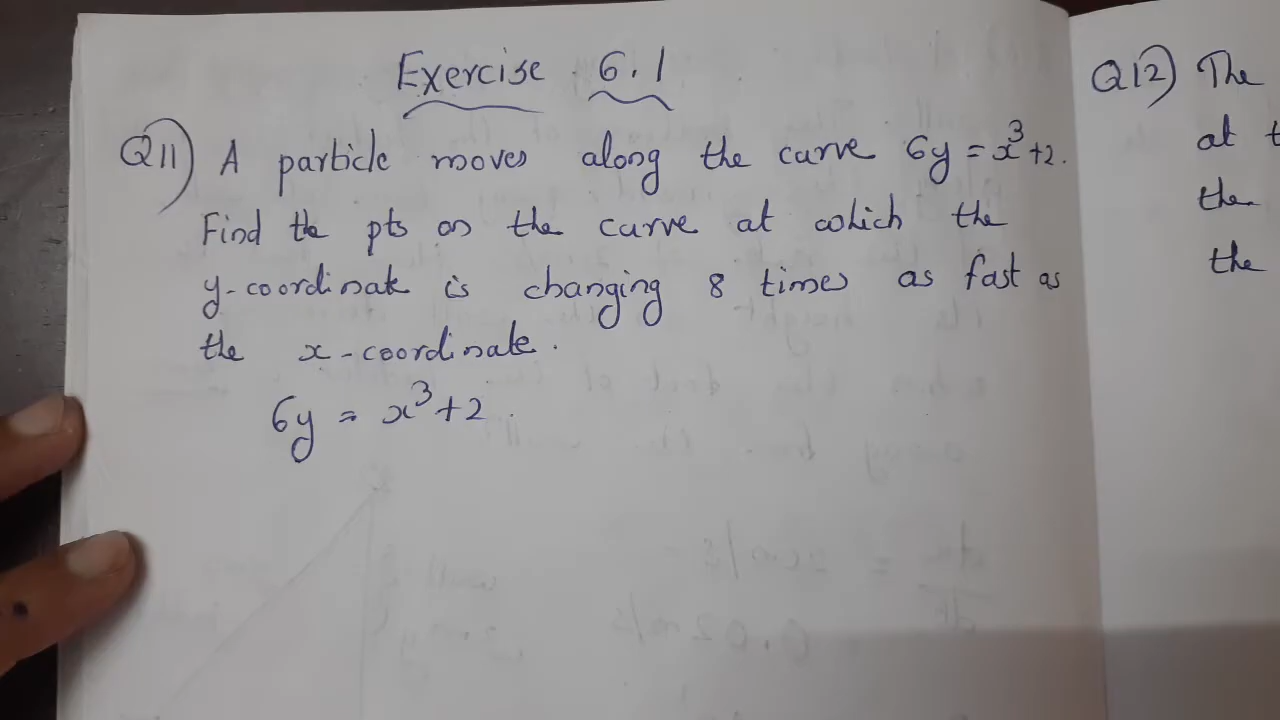 Exercise 6.1
Q11) A particle moves along the curve 6y = x³+2.
Find the pts on the curve at which the
y-coordinate is changing 8 times as fast as
the x-coordinate.
6y = x³+2.
Q12) The
at t
the
the